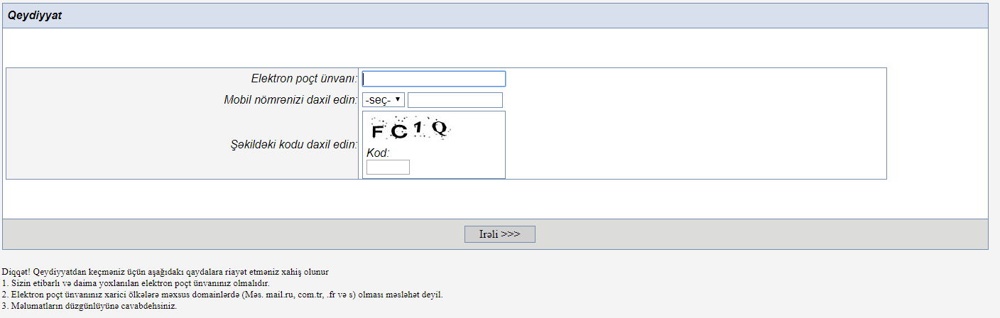 Qeydiyyat
Elektron poçt ünvanı:
Mobil nömrənizi daxil edin: -seç-
FC1Q
Şəkildəki kodu daxil edin:
Kod:
Irəli >>>
Diqqət! Qeydiyyatdan keçməniz üçün aşağıdakı qaydalara riayət etməniz xahiş olunur
1. Sizin etibarlı və daima yoxlanılan elektron poçt ünvanınız olmalıdır.
2. Elektron poçt ünvanınız xarici ölkələrə məxsus domainlərdə (Məs. mail.ru, com.tr, .fr və s) olması məsləhət deyil.
3. Məlumatların düzgünlüyünə cavabdehsiniz.